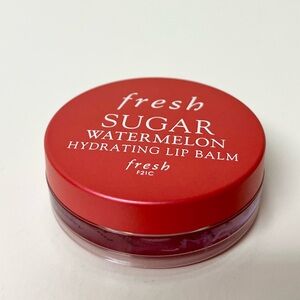 fresh
SUGAR
WATERMELON
HYDRATING LIP BALM
fresh
F21C